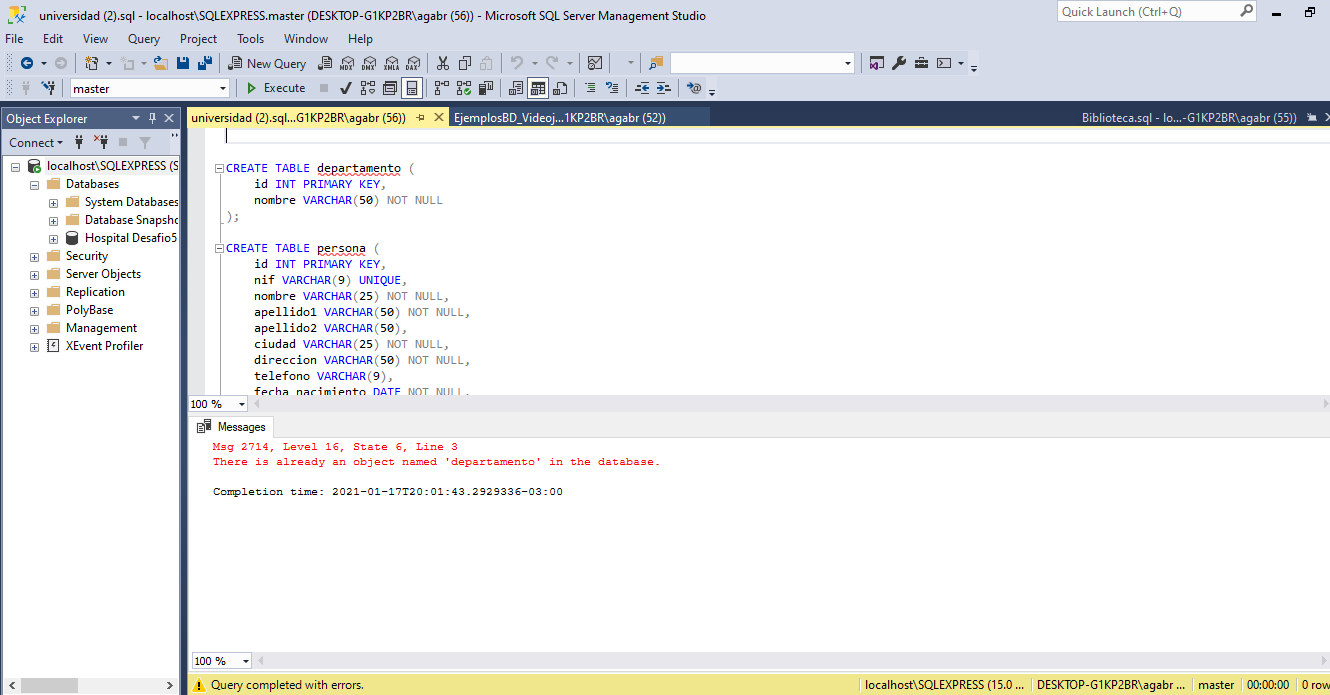 universidad (2).sql - localhost\SQLEXPRESS.master (DESKTOP-G1KP2BR\agabr (56)) - Microsoft SQL Server Management Studio
Quick Launch (Ctrl+Q)
File Edit View Query Project Tools Window Help
New Query
MDX DMX XMLA DAX
master
Execute
Object Explorer
universidad (2).sql...G1KP2BR\agabr (56))
EjemplosBD_Videoj...1KP2BR\agabr (52))
Biblioteca.sql - lo...-G1KP2BR\agabr (55))
Connect
localhost\SQLEXPRESS (S
Databases
System Databases
Database Snapsho
Hospital Desafio5
Security
Server Objects
Replication
PolyBase
Management
XEvent Profiler
CREATE TABLE departamento (
id INT PRIMARY KEY,
nombre VARCHAR(50) NOT NULL
);
CREATE TABLE persona (
id INT PRIMARY KEY,
nif VARCHAR(9) UNIQUE,
nombre VARCHAR(25) NOT NULL,
apellido1 VARCHAR(50) NOT NULL,
apellido2 VARCHAR(50),
ciudad VARCHAR(25) NOT NULL,
direccion VARCHAR(50) NOT NULL,
telefono VARCHAR(9),
fecha_nacimiento DATE NOT NULL,
100 %
Messages
Msg 2714, Level 16, State 6, Line 3
There is already an object named 'departamento' in the database.
Completion time: 2021-01-17T20:01:43.2929336-03:00
100 %
Query completed with errors.
localhost\SQLEXPRESS (15.0 ...
DESKTOP-G1KP2BR\agabr ...
master
00:00:00
0 row